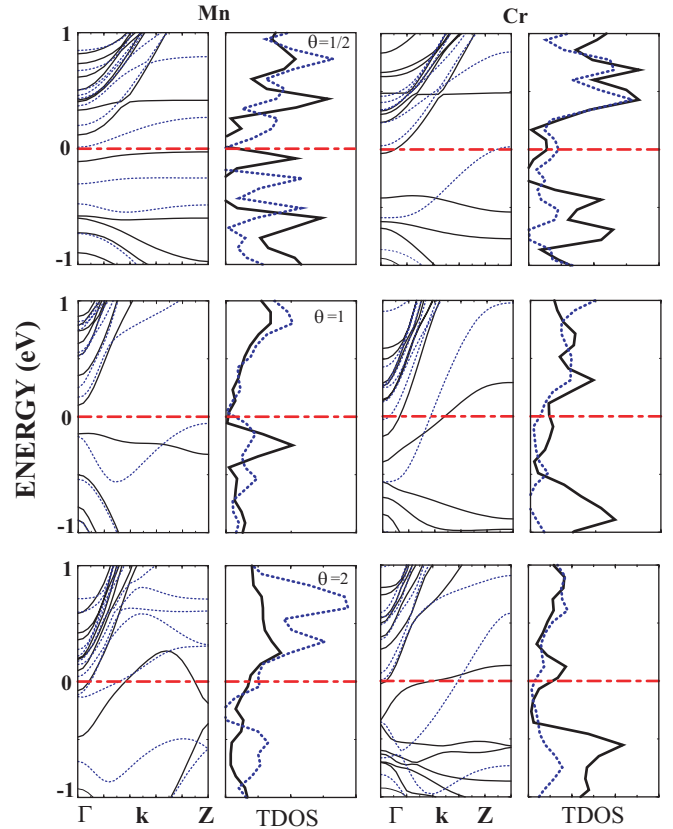 Mn
Cr
1
θ=1/2
0
-1
1
θ=1
0
-1
ENERGY (eV)
1
θ=2
0
-1
Γ k Z TDOS Γ k Z TDOS